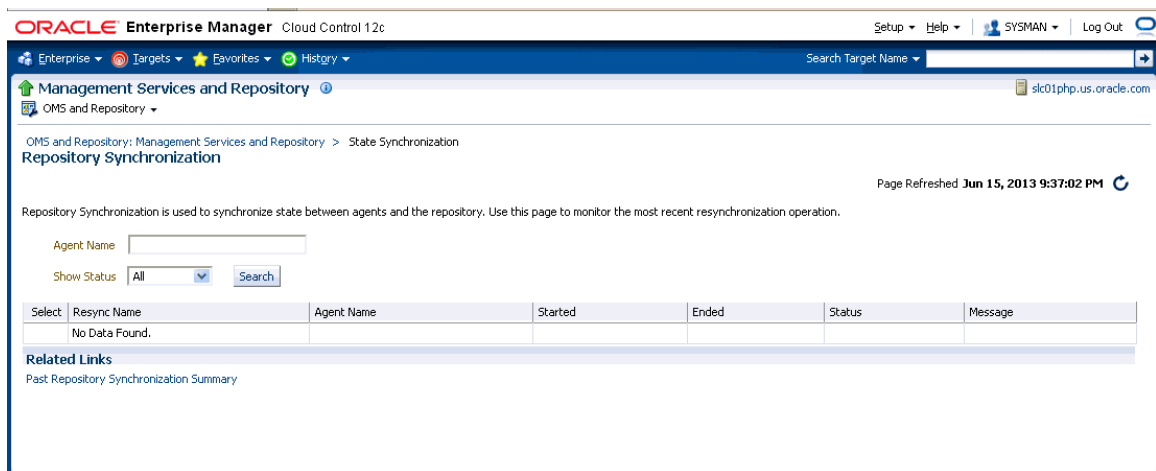 ORACLE Enterprise Manager Cloud Control 12c Setup Help SYSMAN Log Out
Enterprise Targets Favorites History Search Target Name
Management Services and Repository slc01php.us.oracle.com
OMS and Repository
OMS and Repository: Management Services and Repository > State Synchronization
Repository Synchronization
Page Refreshed Jun 15, 2013 9:37:02 PM
Repository Synchronization is used to synchronize state between agents and the repository. Use this page to monitor the most recent resynchronization operation.
Agent Name
Show Status All Search
Select Resync Name Agent Name Started Ended Status Message
No Data Found.
Related Links
Past Repository Synchronization Summary